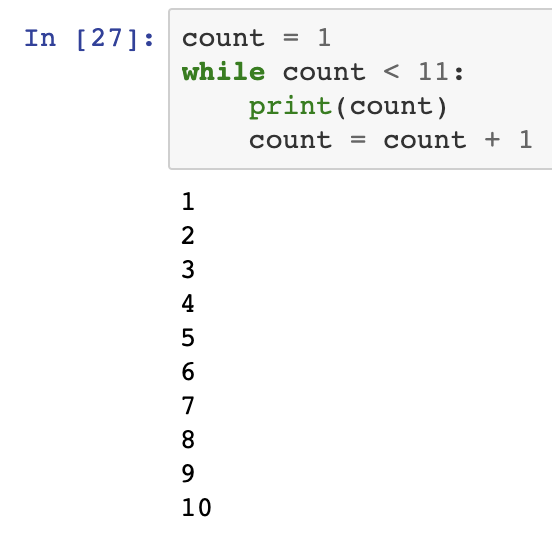 In [27]: count = 1
while count < 11:
    print(count)
    count = count + 1
1
2
3
4
5
6
7
8
9
10